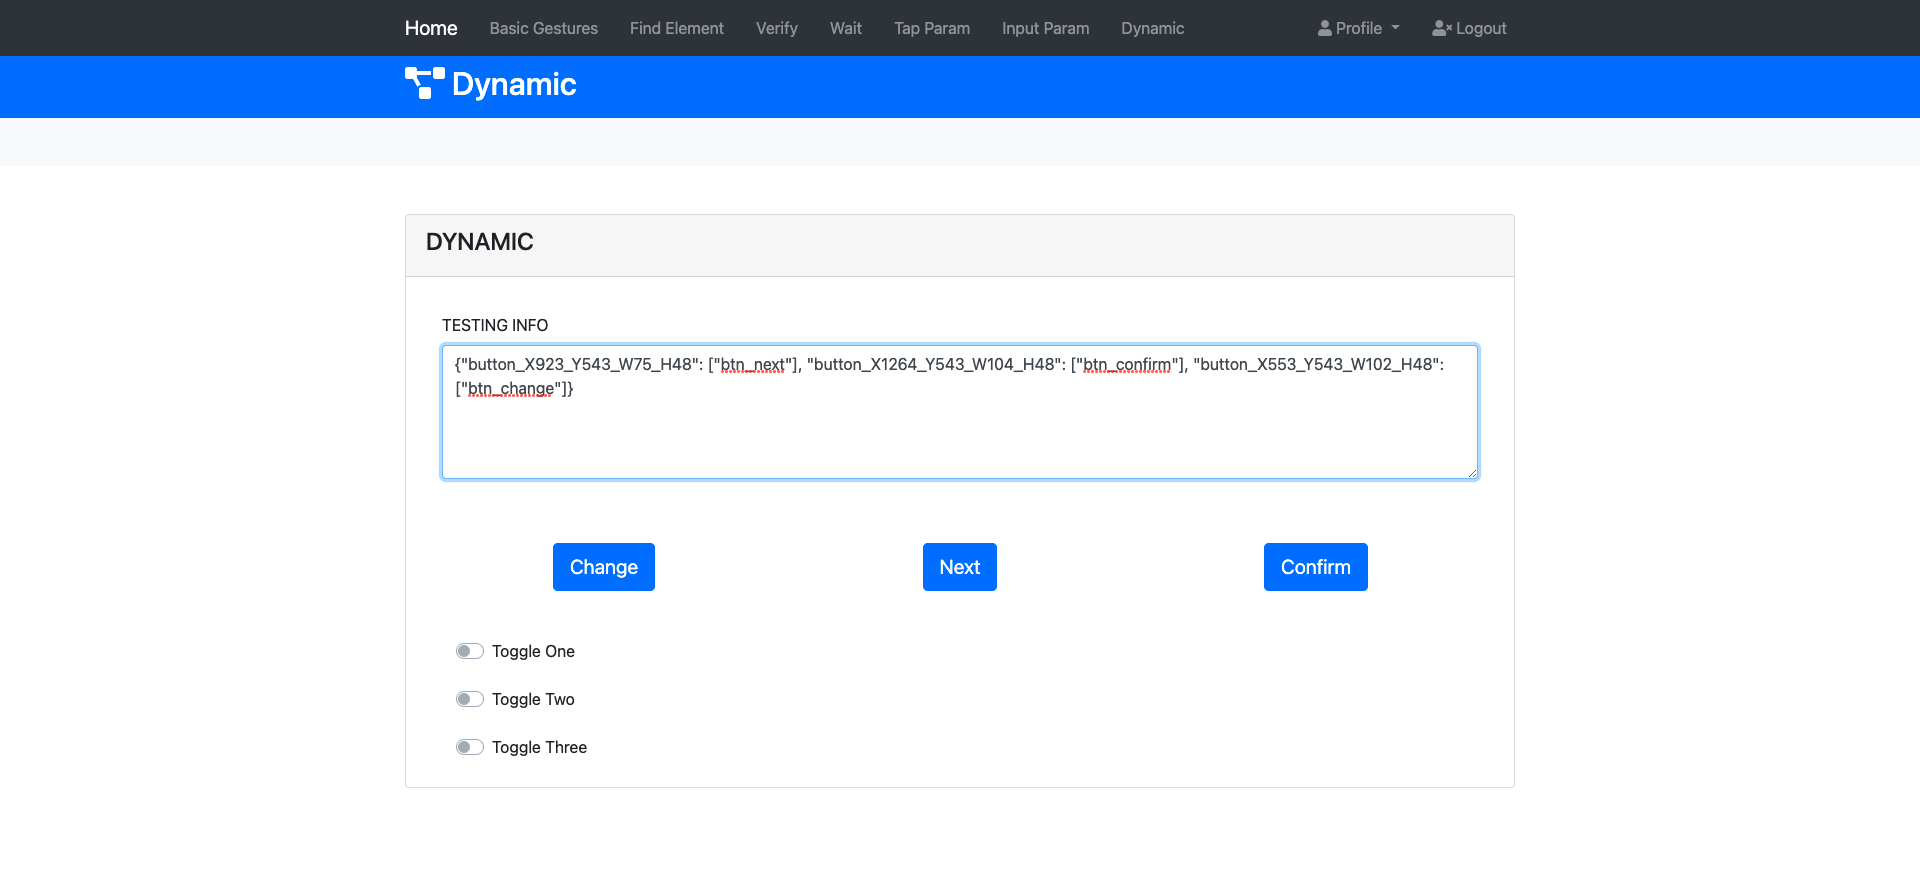 Home Basic Gestures Find Element Verify Wait Tap Param Input Param Dynamic Profile Logout
Dynamic
DYNAMIC
TESTING INFO
{"button_X923_Y543_W75_H48": ["btn_next"], "button_X1264_Y543_W104_H48": ["btn_confirm"], "button_X553_Y543_W102_H48":
["btn_change"]}
Change Next Confirm
Toggle One
Toggle Two
Toggle Three